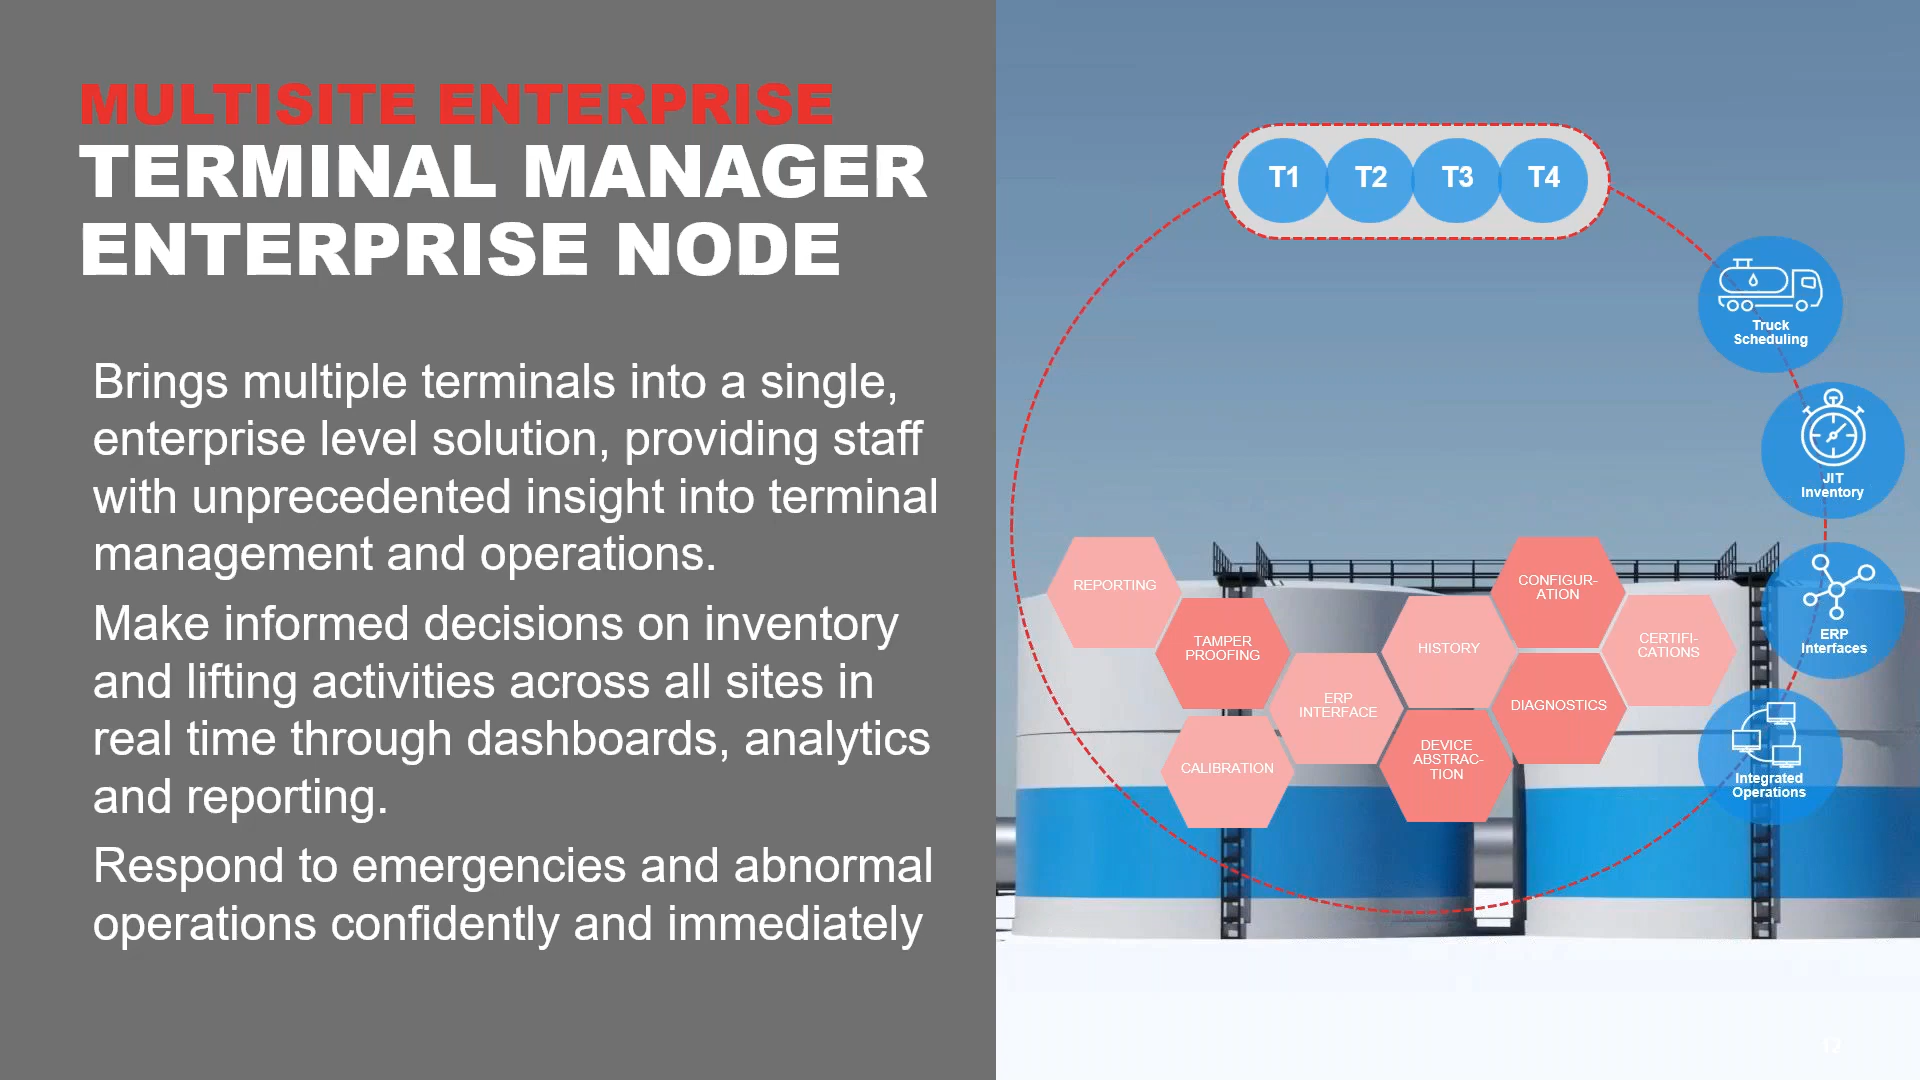 MULTISITE ENTERPRISE
TERMINAL MANAGER
ENTERPRISE NODE
Brings multiple terminals into a single,
enterprise level solution, providing staff
with unprecedented insight into terminal
management and operations.
Make informed decisions on inventory
and lifting activities across all sites in
real time through dashboards, analytics
and reporting.
Respond to emergencies and abnormal
operations confidently and immediately
T1 T2 T3 T4
Truck
Scheduling
JIT
Inventory
ERP
Interfaces
Integrated
Operations
REPORTING
TAMPER
PROOFING
CALIBRATION
ERP
INTERFACE
HISTORY
DEVICE
ABSTRAC-
TION
CONFIGUR-
ATION
DIAGNOSTICS
CERTIFI-
CATIONS